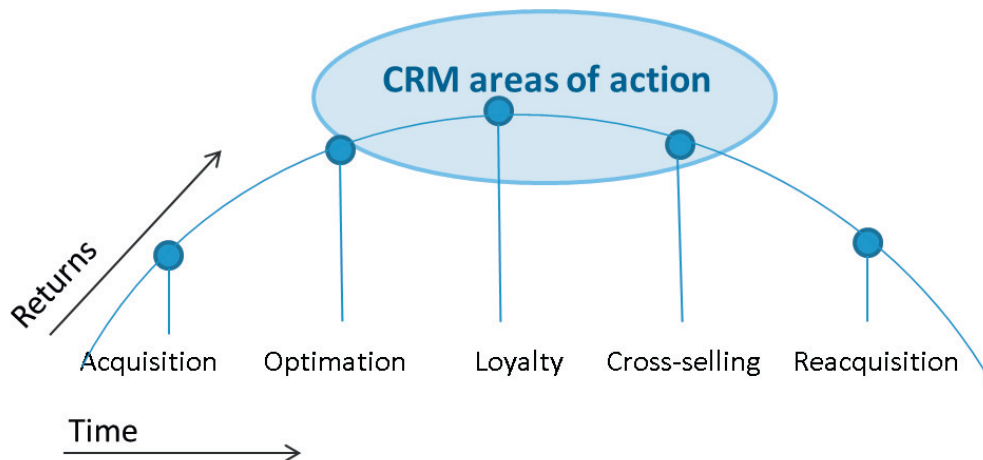 CRM areas of action
Returns
Acquisition Optimation Loyalty Cross-selling Reacquisition
Time